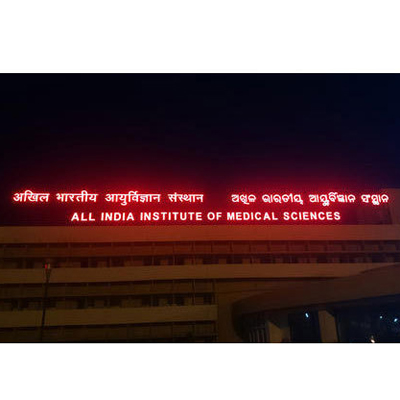 अखिल भारतीय आयुर्विज्ञान संस्थान ଅଖିଳ ଭାରତୀୟ ଆୟୁର୍ବିଜ୍ଞାନ ସଂସ୍ଥାନ
ALL INDIA INSTITUTE OF MEDICAL SCIENCES